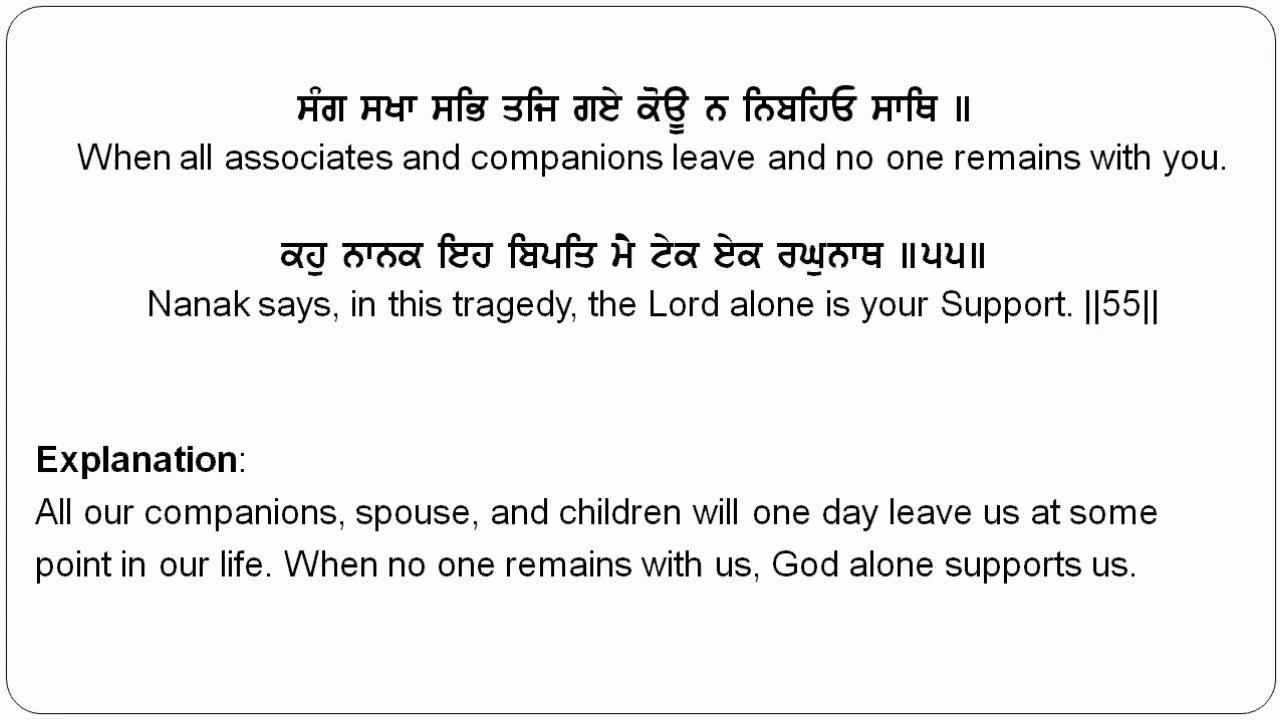 ਸੰਗ ਸਖਾ ਸਭਿ ਤਜਿ ਗਏ ਕੋਊ ਨ ਨਿਬਹਿਓ ਸਾਥਿ ॥
When all associates and companions leave and no one remains with you.
ਕਹੁ ਨਾਨਕ ਇਹ ਬਿਪਤਿ ਮੈ ਟੇਕ ਏਕ ਰਘੁਨਾਥ ॥੫੫॥
Nanak says, in this tragedy, the Lord alone is your Support. ||55||
Explanation:
All our companions, spouse, and children will one day leave us at some
point in our life. When no one remains with us, God alone supports us.